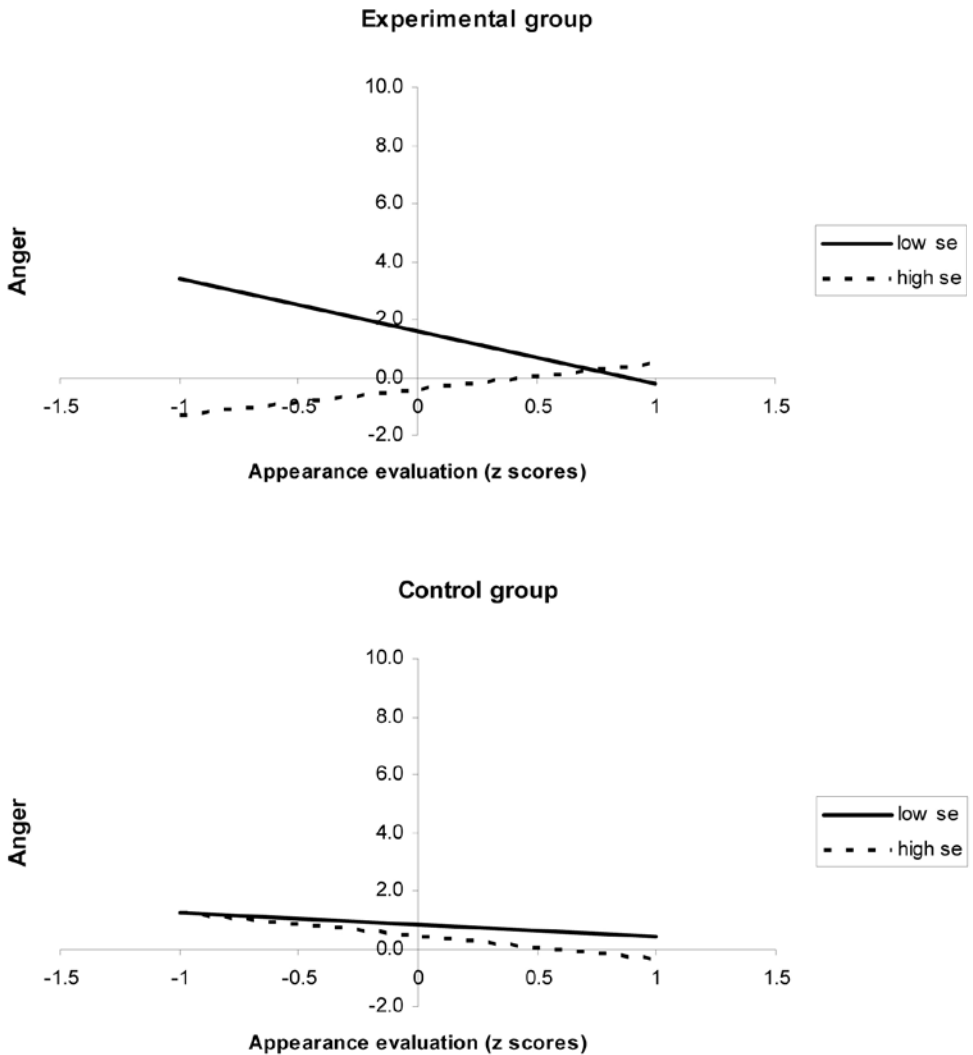 Experimental group
10.0
8.0
6.0
4.0
2.0
0.0
-2.0
-1.5
-1
-0.5
0
0.5
1
1.5
Anger
Appearance evaluation (z scores)
low se
high se
Control group
10.0
8.0
6.0
4.0
2.0
0.0
-2.0
-1.5
-1
-0.5
0
0.5
1
1.5
Anger
Appearance evaluation (z scores)
low se
high se